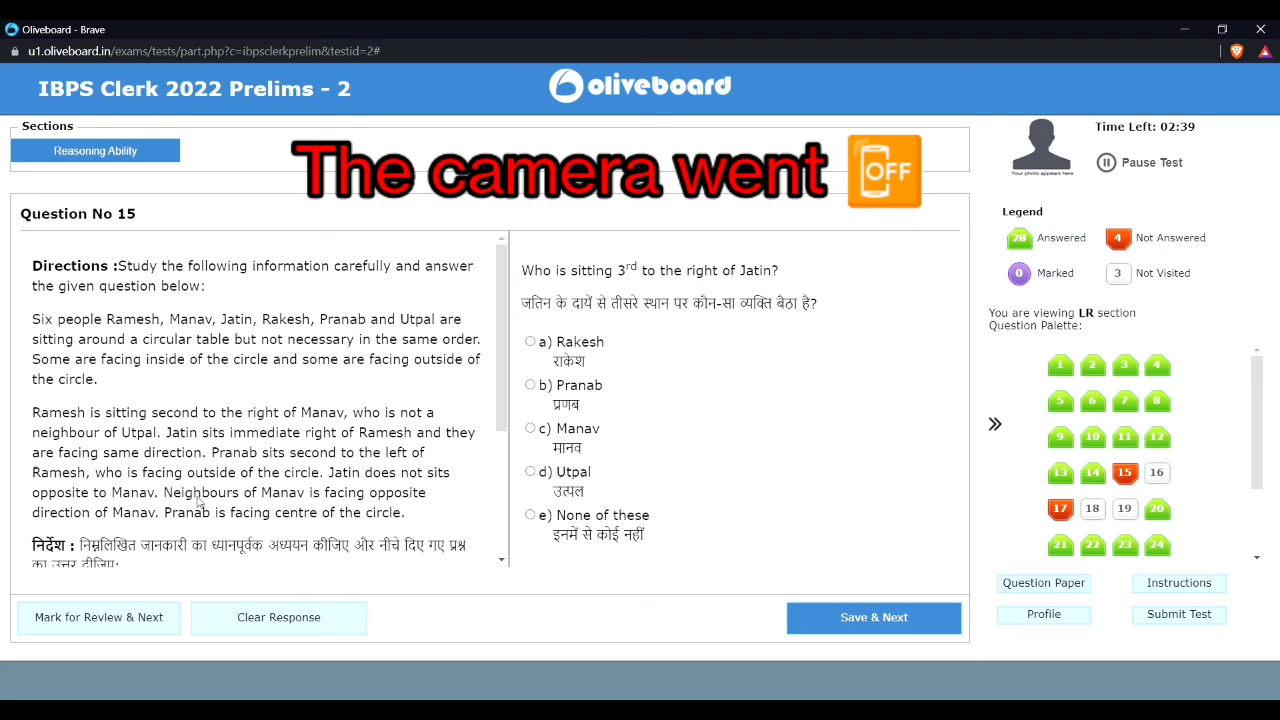 Oliveboard - Brave
u1.oliveboard.in/exams/tests/part.php?c=ibpsclerkprelim&testid=2#
IBPS Clerk 2022 Prelims - 2
oliveboard
Sections
Reasoning Ability
The camera went OFF
Your photo appears here
Time Left: 02:39
Pause Test
Question No 15
Directions :Study the following information carefully and answer
the given question below:
Six people Ramesh, Manav, Jatin, Rakesh, Pranab and Utpal are
sitting around a circular table but not necessary in the same order.
Some are facing inside of the circle and some are facing outside of
the circle.
Ramesh is sitting second to the right of Manav, who is not a
neighbour of Utpal. Jatin sits immediate right of Ramesh and they
are facing same direction. Pranab sits second to the left of
Ramesh, who is facing outside of the circle. Jatin does not sits
opposite to Manav. Neighbours of Manav is facing opposite
direction of Manav. Pranab is facing centre of the circle.
निर्देश : निम्नलिखित जानकारी का ध्यानपूर्वक अध्ययन कीजिए और नीचे दिए गए प्रश्न
का उत्तर दीजिए:
Who is sitting 3rd to the right of Jatin?
जतिन के दायें से तीसरे स्थान पर कौन-सा व्यक्ति बैठा है?
a) Rakesh
राकेश
b) Pranab
प्रणब
c) Manav
मानव
d) Utpal
उत्पल
e) None of these
इनमें से कोई नहीं
Legend
28 Answered 4 Not Answered
0 Marked 3 Not Visited
You are viewing LR section
Question Palette:
1 2 3 4
5 6 7 8
9 10 11 12
13 14 15 16
17 18 19 20
21 22 23 24
Question Paper Instructions
Profile Submit Test
Mark for Review & Next Clear Response Save & Next